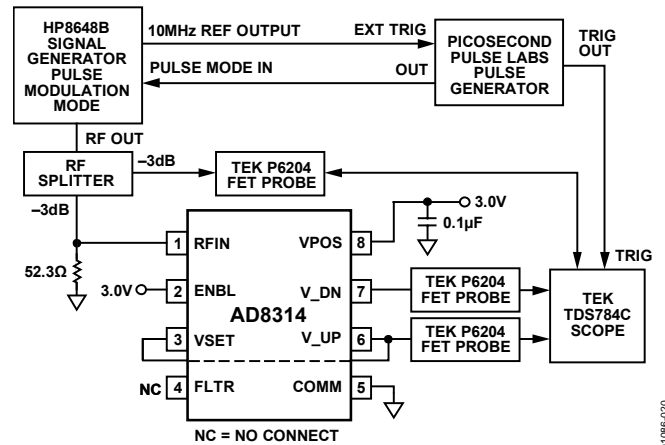 HP8648B
SIGNAL
GENERATOR
PULSE
MODULATION
MODE
10MHz REF OUTPUT
EXT TRIG
PULSE MODE IN
OUT
PICOSECOND
PULSE LABS
PULSE
GENERATOR
TRIG
OUT
RF OUT
RF
SPLITTER
–3dB
–3dB
TEK P6204
FET PROBE
3.0V
0.1µF
52.3Ω
3.0V
1 RFIN
VPOS 8
2 ENBL
V_DN 7
AD8314
3 VSET
V_UP 6
NC 4 FLTR
COMM 5
TEK P6204
FET PROBE
TEK P6204
FET PROBE
TRIG
TEK
TDS784C
SCOPE
NC = NO CONNECT